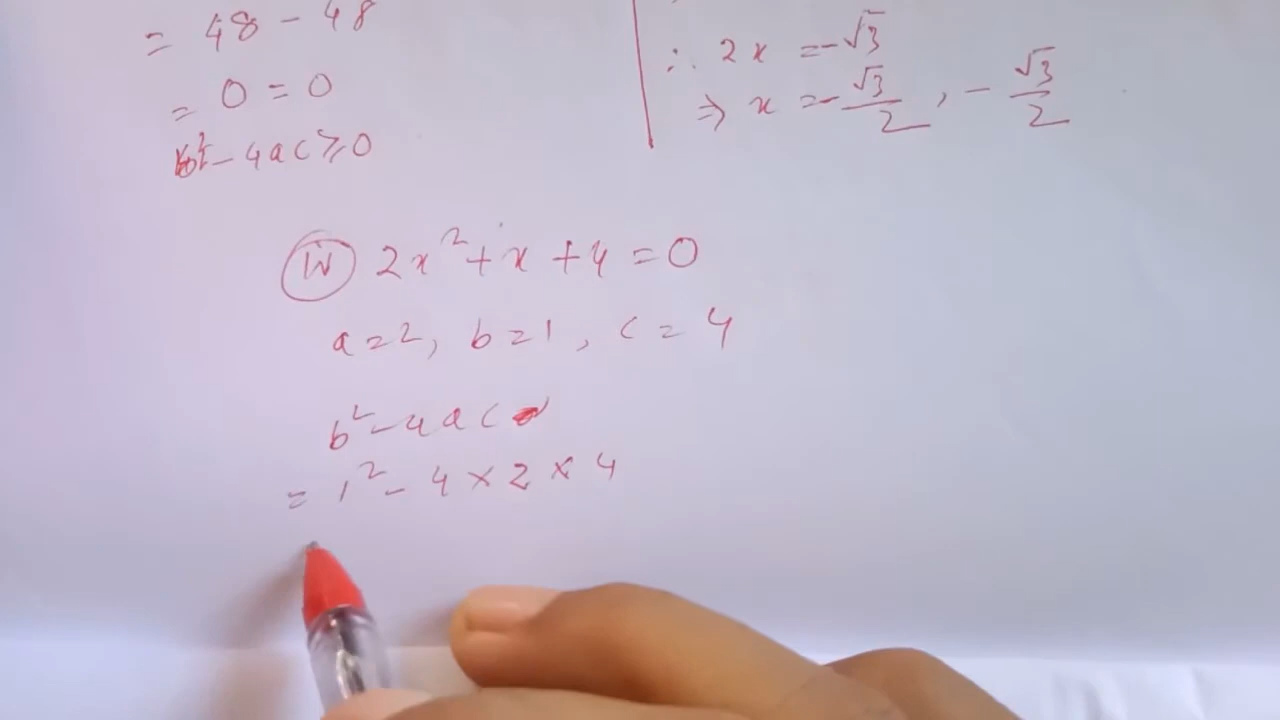 = 48 - 48
= 0 = 0
b² - 4ac ≥ 0
∴ 2x = -√3
⇒ x = -√3/2, -√3/2
(iv) 2x² + x + 4 = 0
a = 2, b = 1, c = 4
b² - 4ac
= 1² - 4 × 2 × 4